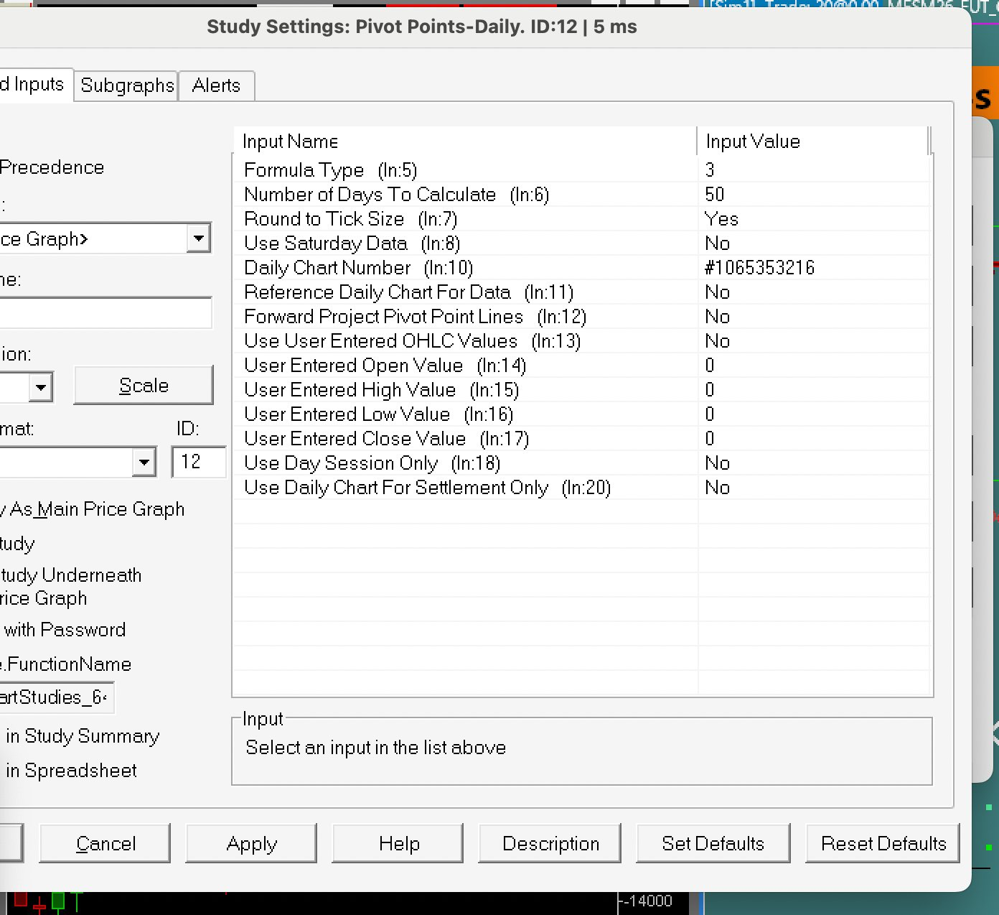 [Sim1] Trade: 20@0.00 MESM26_FUT_
Study Settings: Pivot Points-Daily. ID:12 | 5 ms
d Inputs
Subgraphs
Alerts
s
Precedence
:
ce Graph>
ne:
ion:
Scale
mat:
ID:
12
y As Main Price Graph
tudy
tudy Underneath
rice Graph
with Password
e.FunctionName
artStudies_64
in Study Summary
in Spreadsheet
Input Name Input Value
Formula Type (In:5) 3
Number of Days To Calculate (In:6) 50
Round to Tick Size (In:7) Yes
Use Saturday Data (In:8) No
Daily Chart Number (In:10) #1065353216
Reference Daily Chart For Data (In:11) No
Forward Project Pivot Point Lines (In:12) No
Use User Entered OHLC Values (In:13) No
User Entered Open Value (In:14) 0
User Entered High Value (In:15) 0
User Entered Low Value (In:16) 0
User Entered Close Value (In:17) 0
Use Day Session Only (In:18) No
Use Daily Chart For Settlement Only (In:20) No
Input
Select an input in the list above
Cancel
Apply
Help
Description
Set Defaults
Reset Defaults
-14000